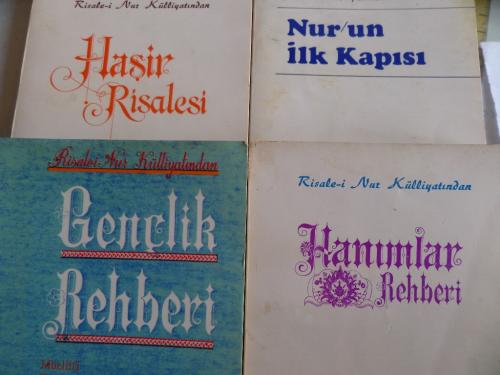 Risale-i Nur Külliyatından
Haşir
Risalesi
Nur'un
İlk Kapısı
Risale-i Nur Külliyatından
Gençlik
Rehberi
Müellifi
Risale-i Nur Külliyatından
Hanımlar
Rehberi